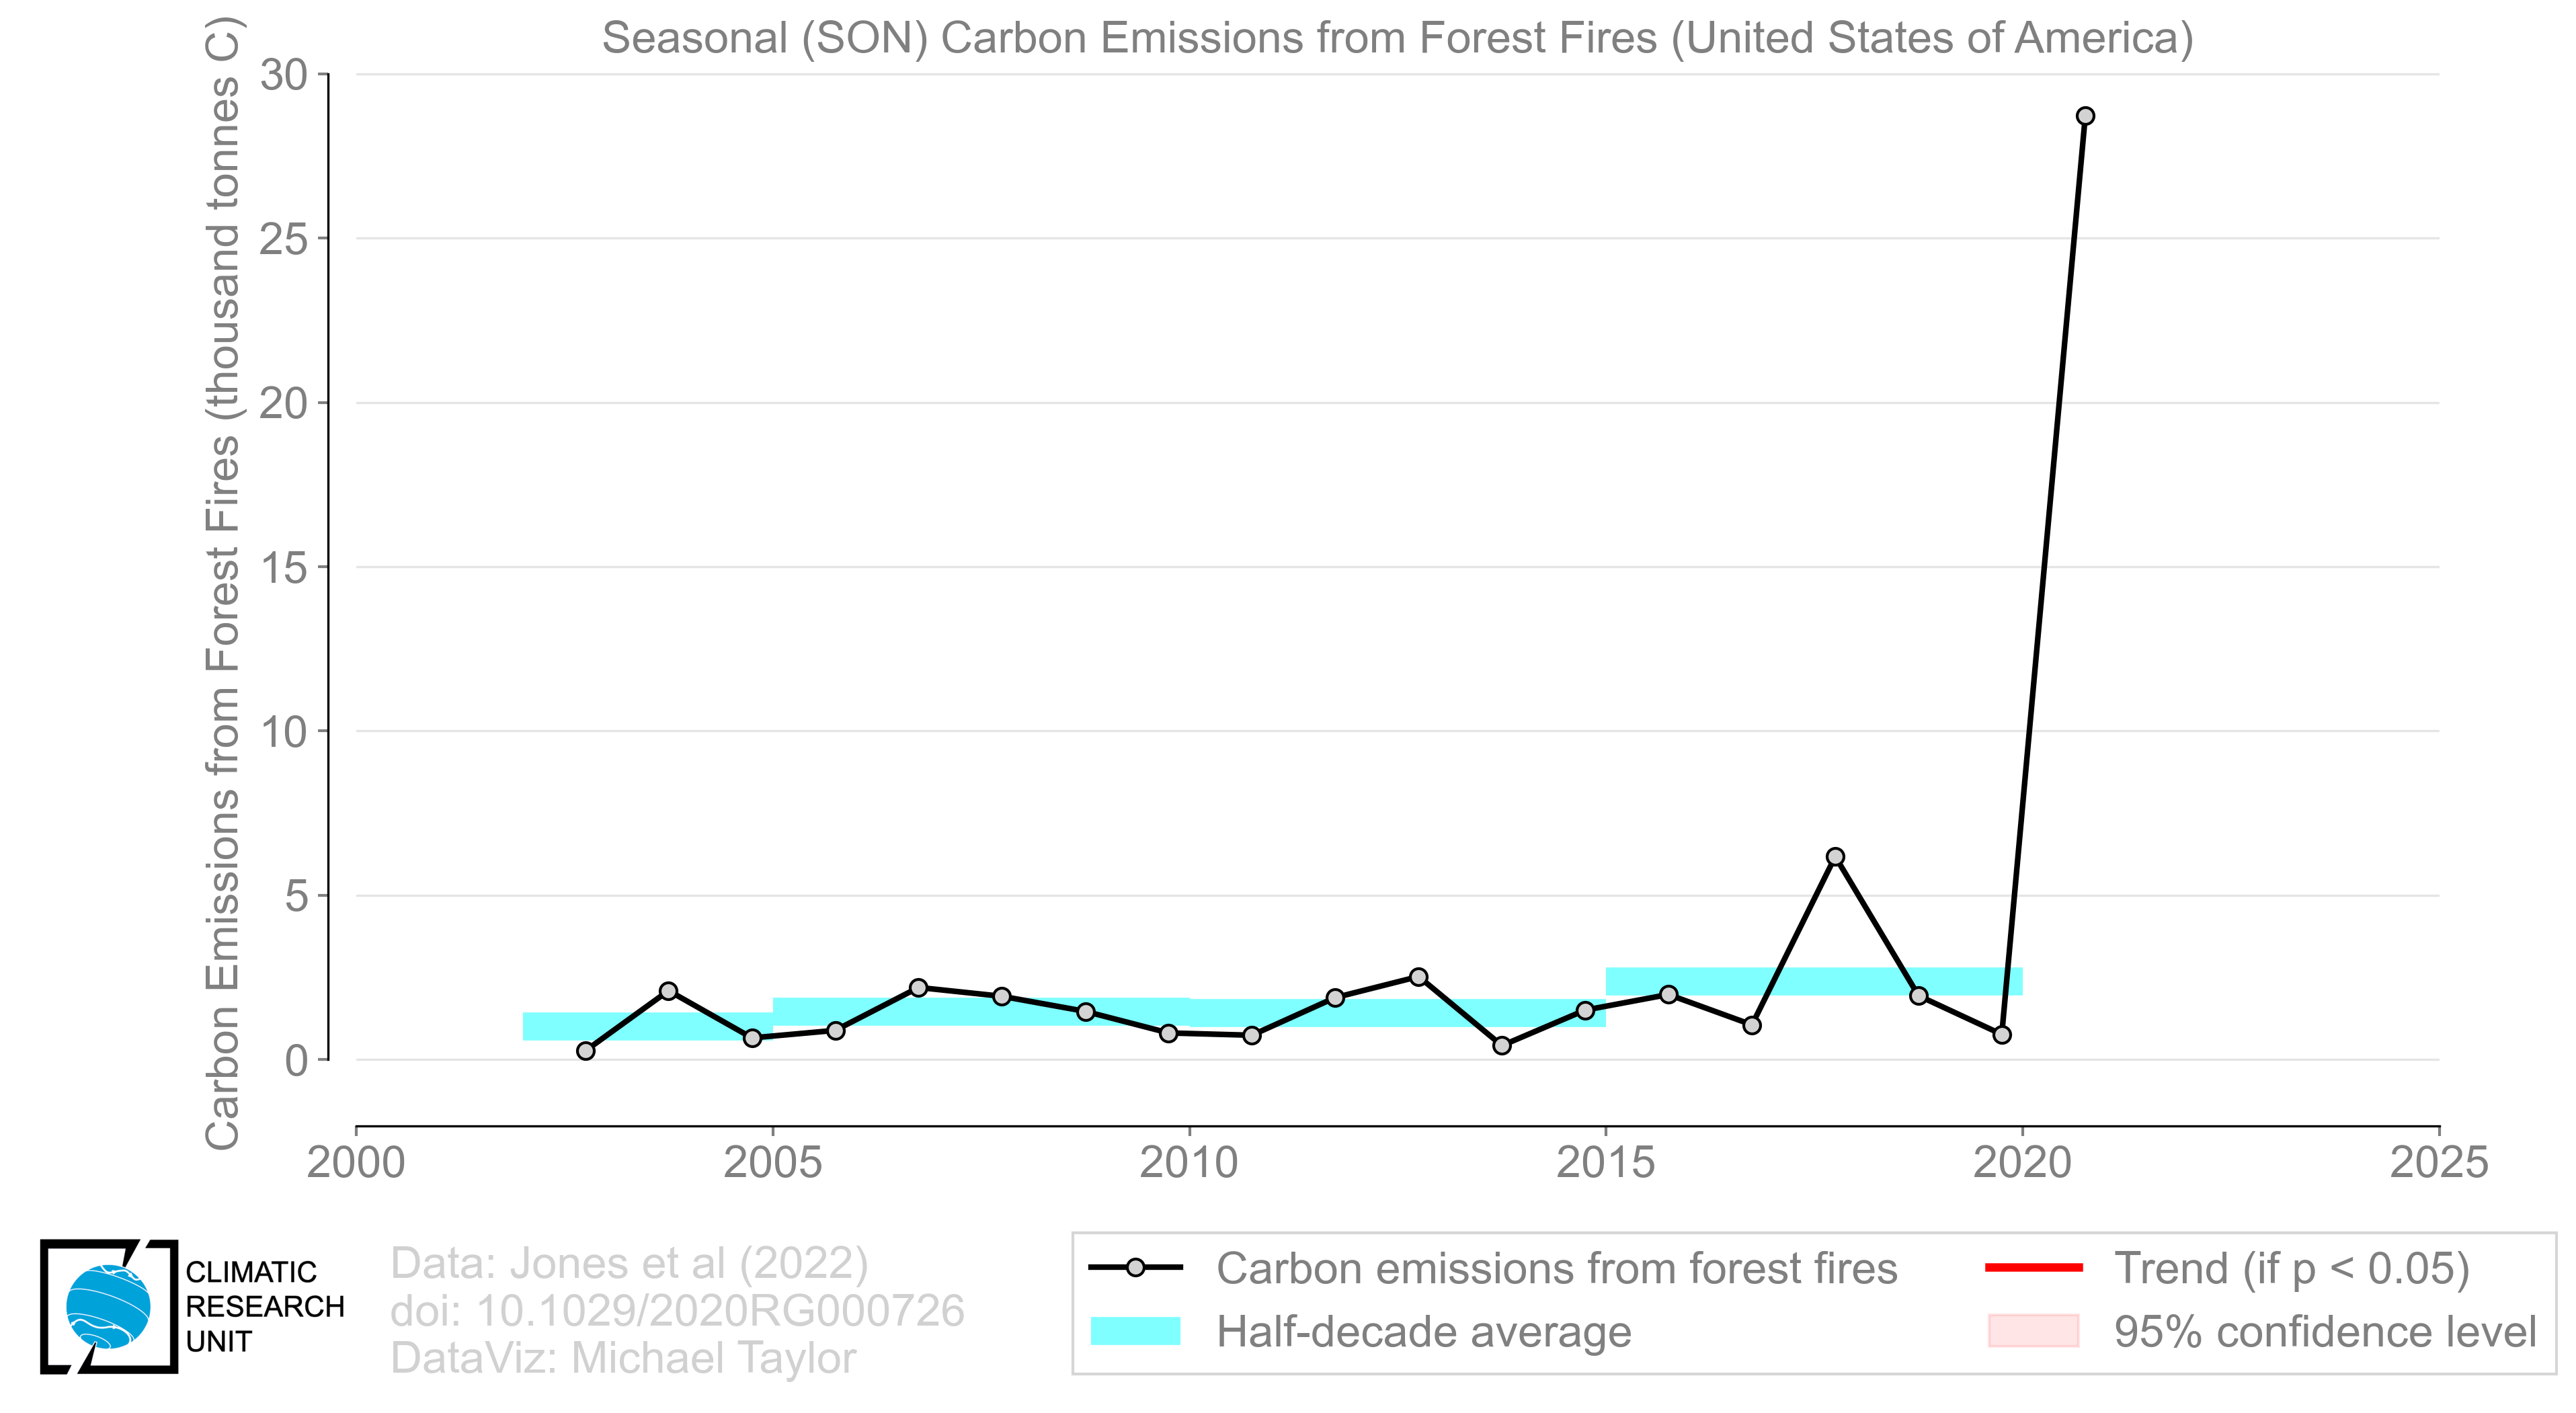 Seasonal (SON) Carbon Emissions from Forest Fires (United States of America)
Carbon Emissions from Forest Fires (thousand tonnes C)
30
25
20
15
10
5
0
2000 2005 2010 2015 2020 2025
CLIMATIC
RESEARCH
UNIT
Data: Jones et al (2022)
doi: 10.1029/2020RG000726
DataViz: Michael Taylor
Carbon emissions from forest fires
Half-decade average
Trend (if p < 0.05)
95% confidence level